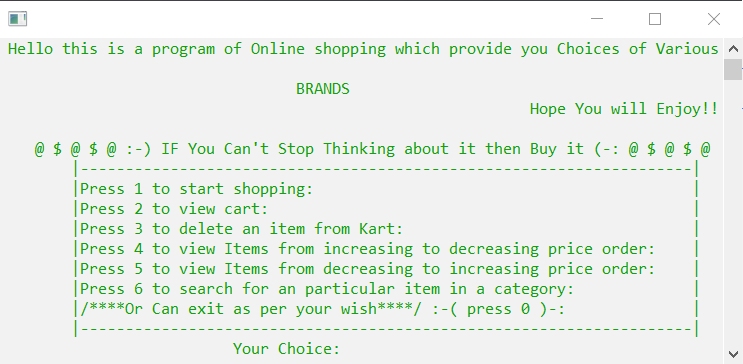 Hello this is a program of Online shopping which provide you Choices of Various
BRANDS
Hope You will Enjoy!!
@ $ @ $ @ :-) IF You Can't Stop Thinking about it then Buy it (-: @ $ @ $ @
|--------------------------------------------------------------------|
|Press 1 to start shopping: |
|Press 2 to view cart: |
|Press 3 to delete an item from Kart: |
|Press 4 to view Items from increasing to decreasing price order: |
|Press 5 to view Items from decreasing to increasing price order: |
|Press 6 to search for an particular item in a category: |
|/****Or Can exit as per your wish****/ :-( press 0 )-: |
|--------------------------------------------------------------------|
Your Choice: